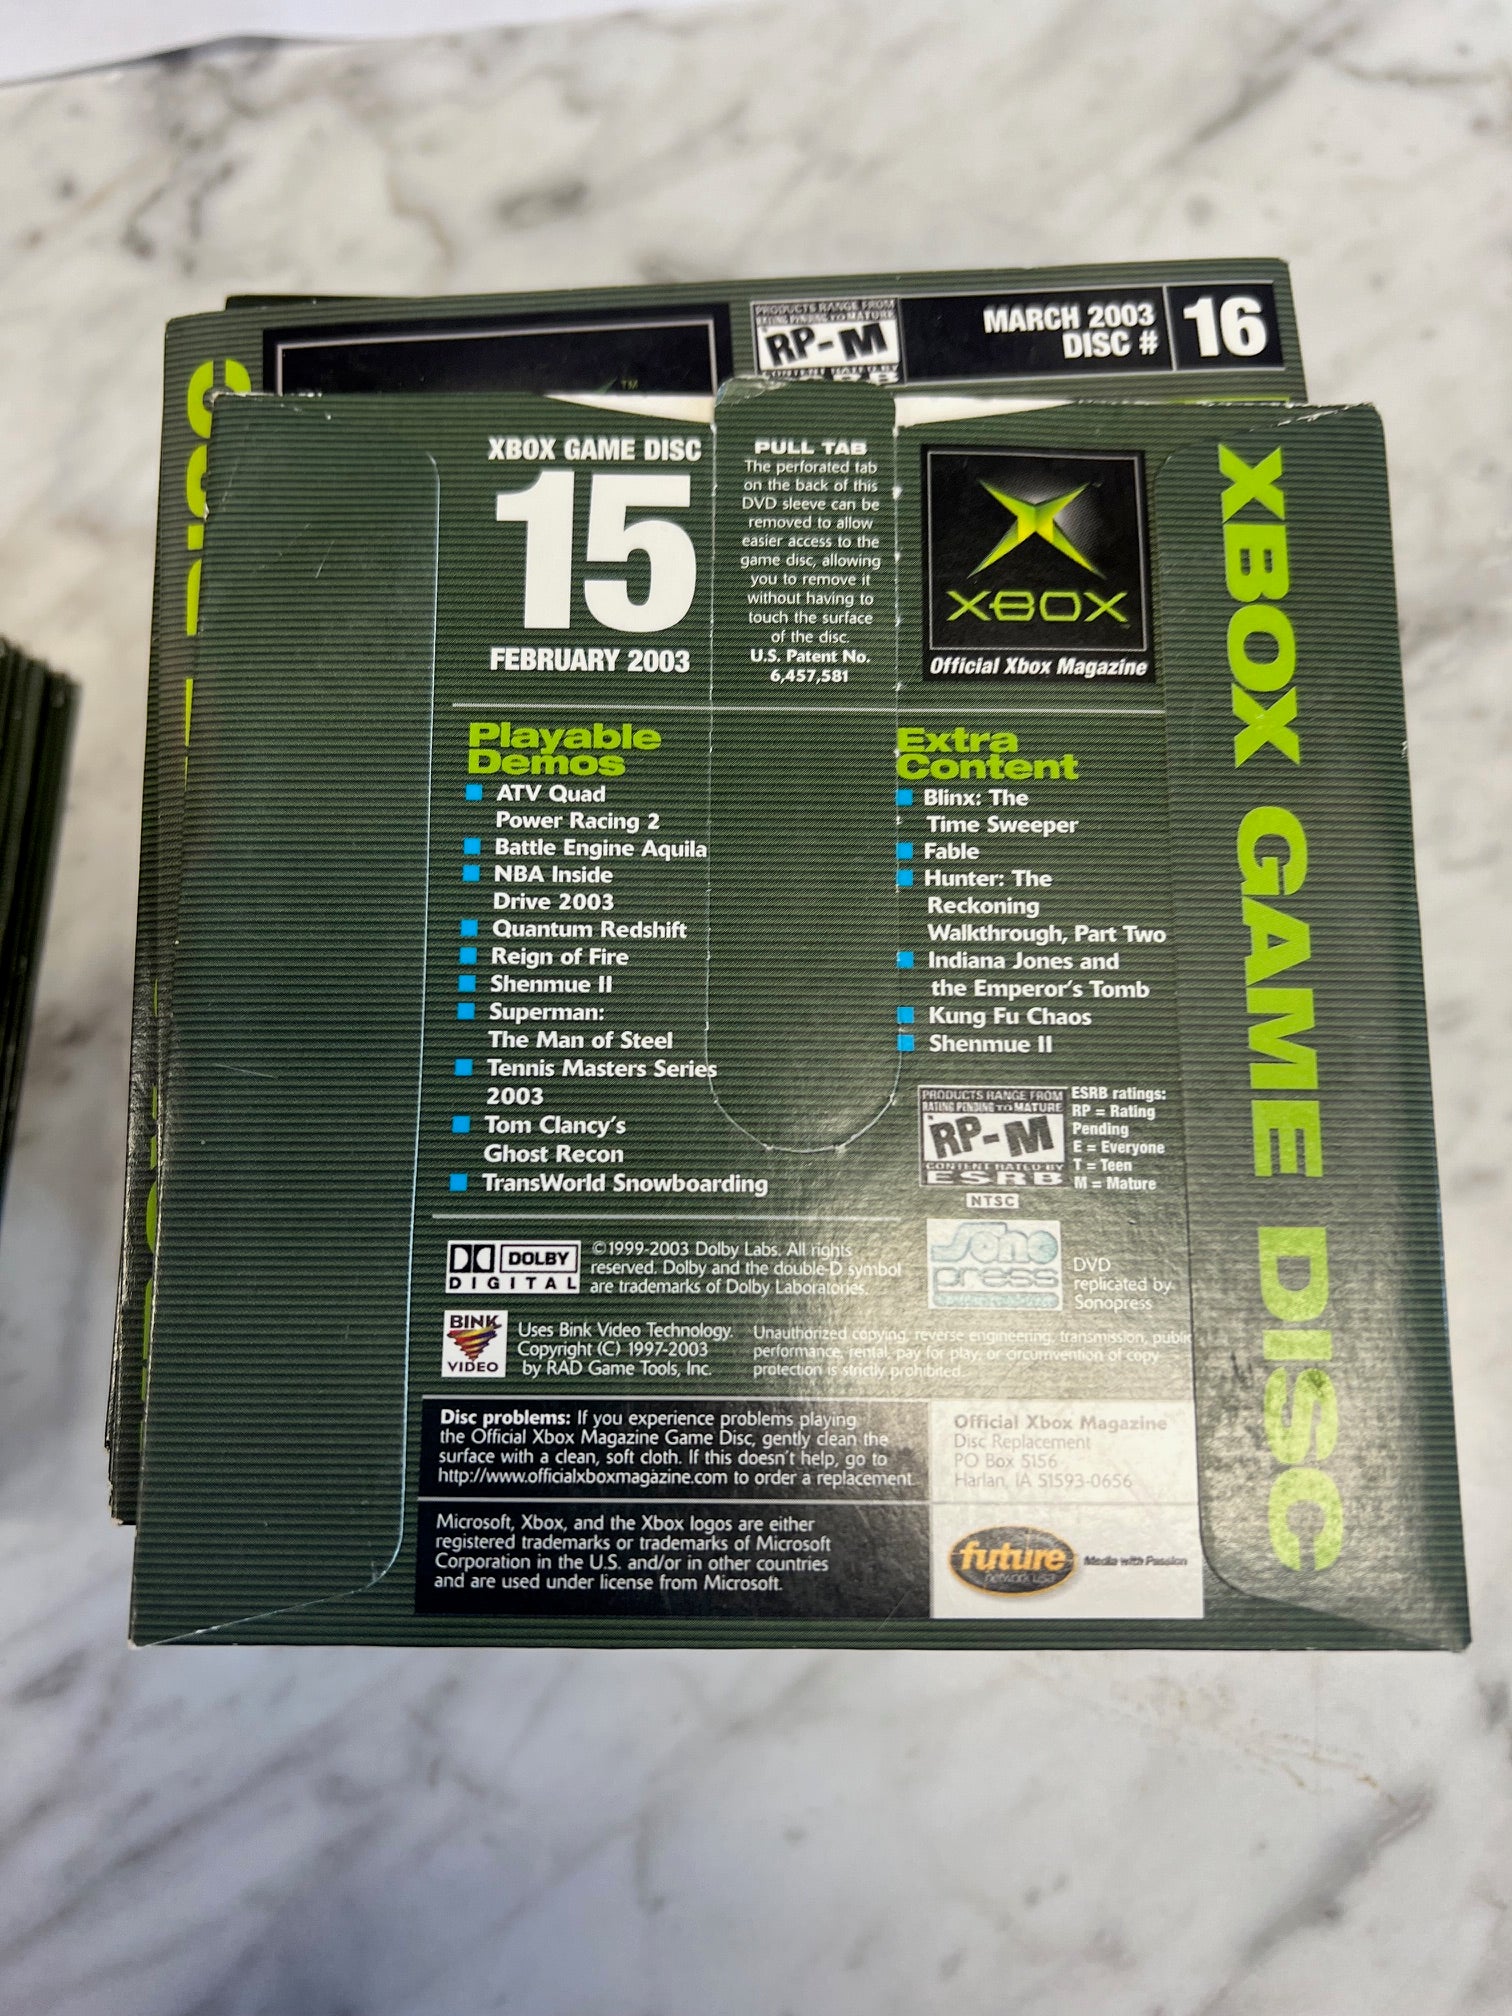 PRODUCTS RANGE FROM
RATING PENDING TO MATURE
RP-M
MARCH 2003
DISC #
16
TM
XBOX GAME DISC
15
FEBRUARY 2003
PULL TAB
The perforated tab
on the back of this
DVD sleeve can be
removed to allow
easier access to the
game disc, allowing
you to remove it
without having to
touch the surface
of the disc.
U.S. Patent No.
6,457,581
XBOX
Official Xbox Magazine
XBOX GAME DISC
Playable
Demos
ATV Quad
Power Racing 2
Battle Engine Aquila
NBA Inside
Drive 2003
Quantum Redshift
Reign of Fire
Shenmue II
Superman:
The Man of Steel
Tennis Masters Series
2003
Tom Clancy's
Ghost Recon
TransWorld Snowboarding
Extra
Content
Blinx: The
Time Sweeper
Fable
Hunter: The
Reckoning
Walkthrough, Part Two
Indiana Jones and
the Emperor's Tomb
Kung Fu Chaos
Shenmue II
PRODUCTS RANGE FROM
RATING PENDING TO MATURE
RP-M
CONTENT RATED BY
ESRB
ESRB ratings:
RP = Rating
Pending
E = Everyone
T = Teen
M = Mature
NTSC
DOLBY
DIGITAL
©1999-2003 Dolby Labs. All rights
reserved. Dolby and the double-D symbol
are trademarks of Dolby Laboratories.
Sono
press
DVD
replicated by
Sonopress
BINK
VIDEO
Uses Bink Video Technology.
Copyright (C) 1997-2003
by RAD Game Tools, Inc.
Unauthorized copying, reverse engineering, transmission, public
performance, rental, pay for play, or circumvention of copy
protection is strictly prohibited.
Disc problems: If you experience problems playing
the Official Xbox Magazine Game Disc, gently clean the
surface with a clean, soft cloth. If this doesn't help, go to
http://www.officialxboxmagazine.com to order a replacement
Official Xbox Magazine
Disc Replacement
PO Box 5156
Harlan, IA 51593-0656
Microsoft, Xbox, and the Xbox logos are either
registered trademarks or trademarks of Microsoft
Corporation in the U.S. and/or in other countries
and are used under license from Microsoft.
future
network usa
Media with Passion